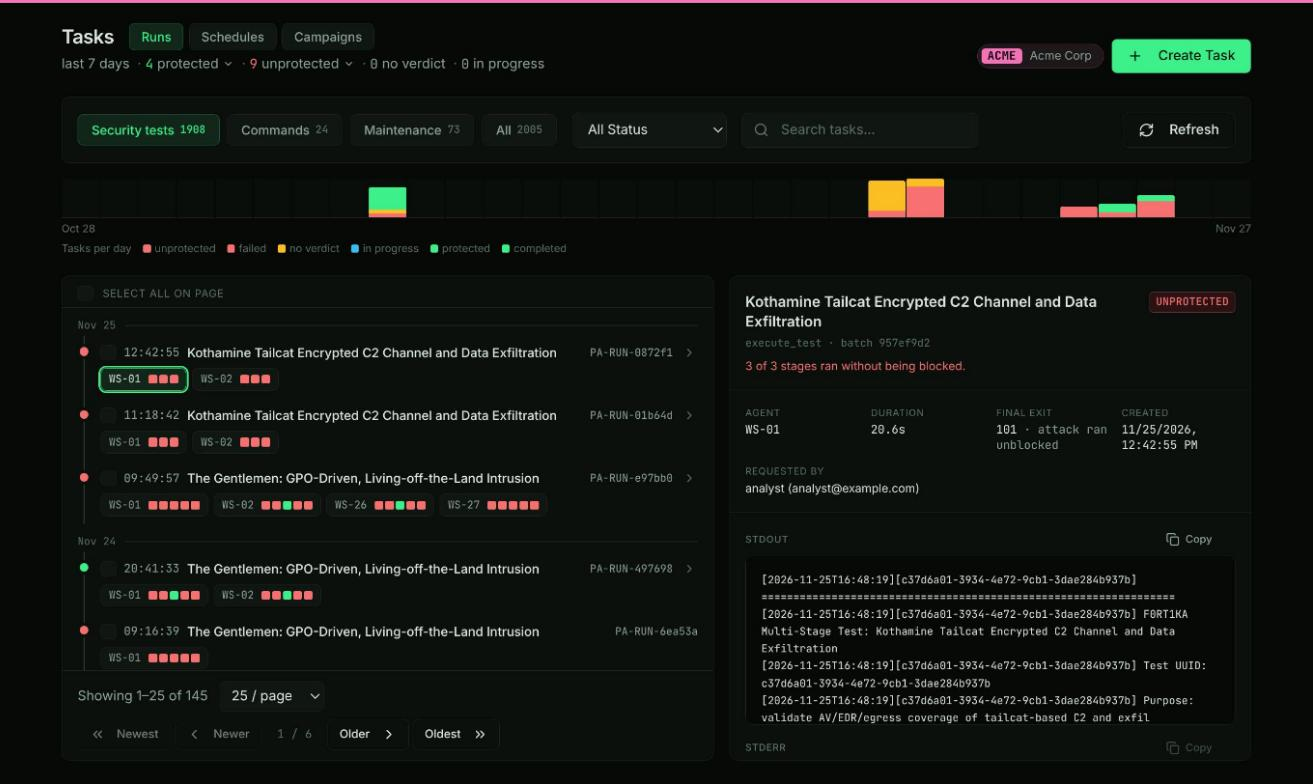 Tasks Runs Schedules Campaigns
last 7 days · 4 protected · 9 unprotected · 0 no verdict · 0 in progress
ACME Acme Corp
+ Create Task
Security tests 1908 Commands 24 Maintenance 73 All 2005 All Status Search tasks... Refresh
Oct 28 Nov 27
Tasks per day unprotected failed no verdict in progress protected completed
SELECT ALL ON PAGE
Nov 25
12:42:55 Kothamine Tailcat Encrypted C2 Channel and Data Exfiltration PA-RUN-0872f1
WS-01 WS-02
11:18:42 Kothamine Tailcat Encrypted C2 Channel and Data Exfiltration PA-RUN-01b64d
WS-01 WS-02
09:49:57 The Gentlemen: GPO-Driven, Living-off-the-Land Intrusion PA-RUN-e97bb0
WS-01 WS-02 WS-26 WS-27
Nov 24
20:41:33 The Gentlemen: GPO-Driven, Living-off-the-Land Intrusion PA-RUN-497698
WS-01 WS-02
09:16:39 The Gentlemen: GPO-Driven, Living-off-the-Land Intrusion PA-RUN-6ea53a
WS-01
Showing 1–25 of 145 25 / page
Newest Newer 1 / 6 Older Oldest
Kothamine Tailcat Encrypted C2 Channel and Data
Exfiltration
UNPROTECTED
execute_test · batch 957ef9d2
3 of 3 stages ran without being blocked.
AGENT DURATION FINAL EXIT CREATED
WS-01 20.6s 101 · attack ran 11/25/2026,
unblocked 12:42:55 PM
REQUESTED BY
analyst (analyst@example.com)
STDOUT Copy
[2026-11-25T16:48:19][c37d6a01-3934-4e72-9cb1-3dae284b937b]
=================================================================
[2026-11-25T16:48:19][c37d6a01-3934-4e72-9cb1-3dae284b937b] F0RT1KA
Multi-Stage Test: Kothamine Tailcat Encrypted C2 Channel and Data
Exfiltration
[2026-11-25T16:48:19][c37d6a01-3934-4e72-9cb1-3dae284b937b] Test UUID:
c37d6a01-3934-4e72-9cb1-3dae284b937b
[2026-11-25T16:48:19][c37d6a01-3934-4e72-9cb1-3dae284b937b] Purpose:
validate AV/EDR/egress coverage of tailcat-based C2 and exfil
STDERR Copy